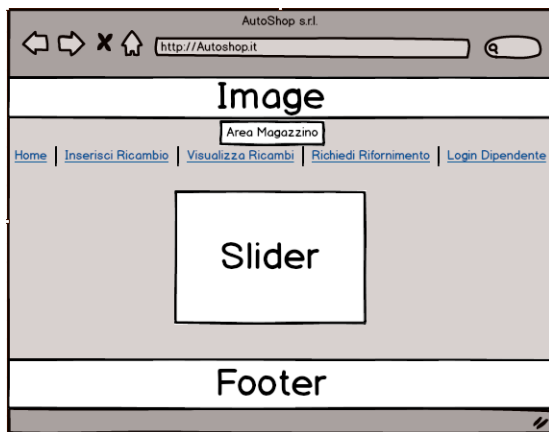 AutoShop s.r.l.
http://Autoshop.it
Image
Area Magazzino
Home | Inserisci Ricambio | Visualizza Ricambi | Richiedi Rifornimento | Login Dipendente
Slider
Footer